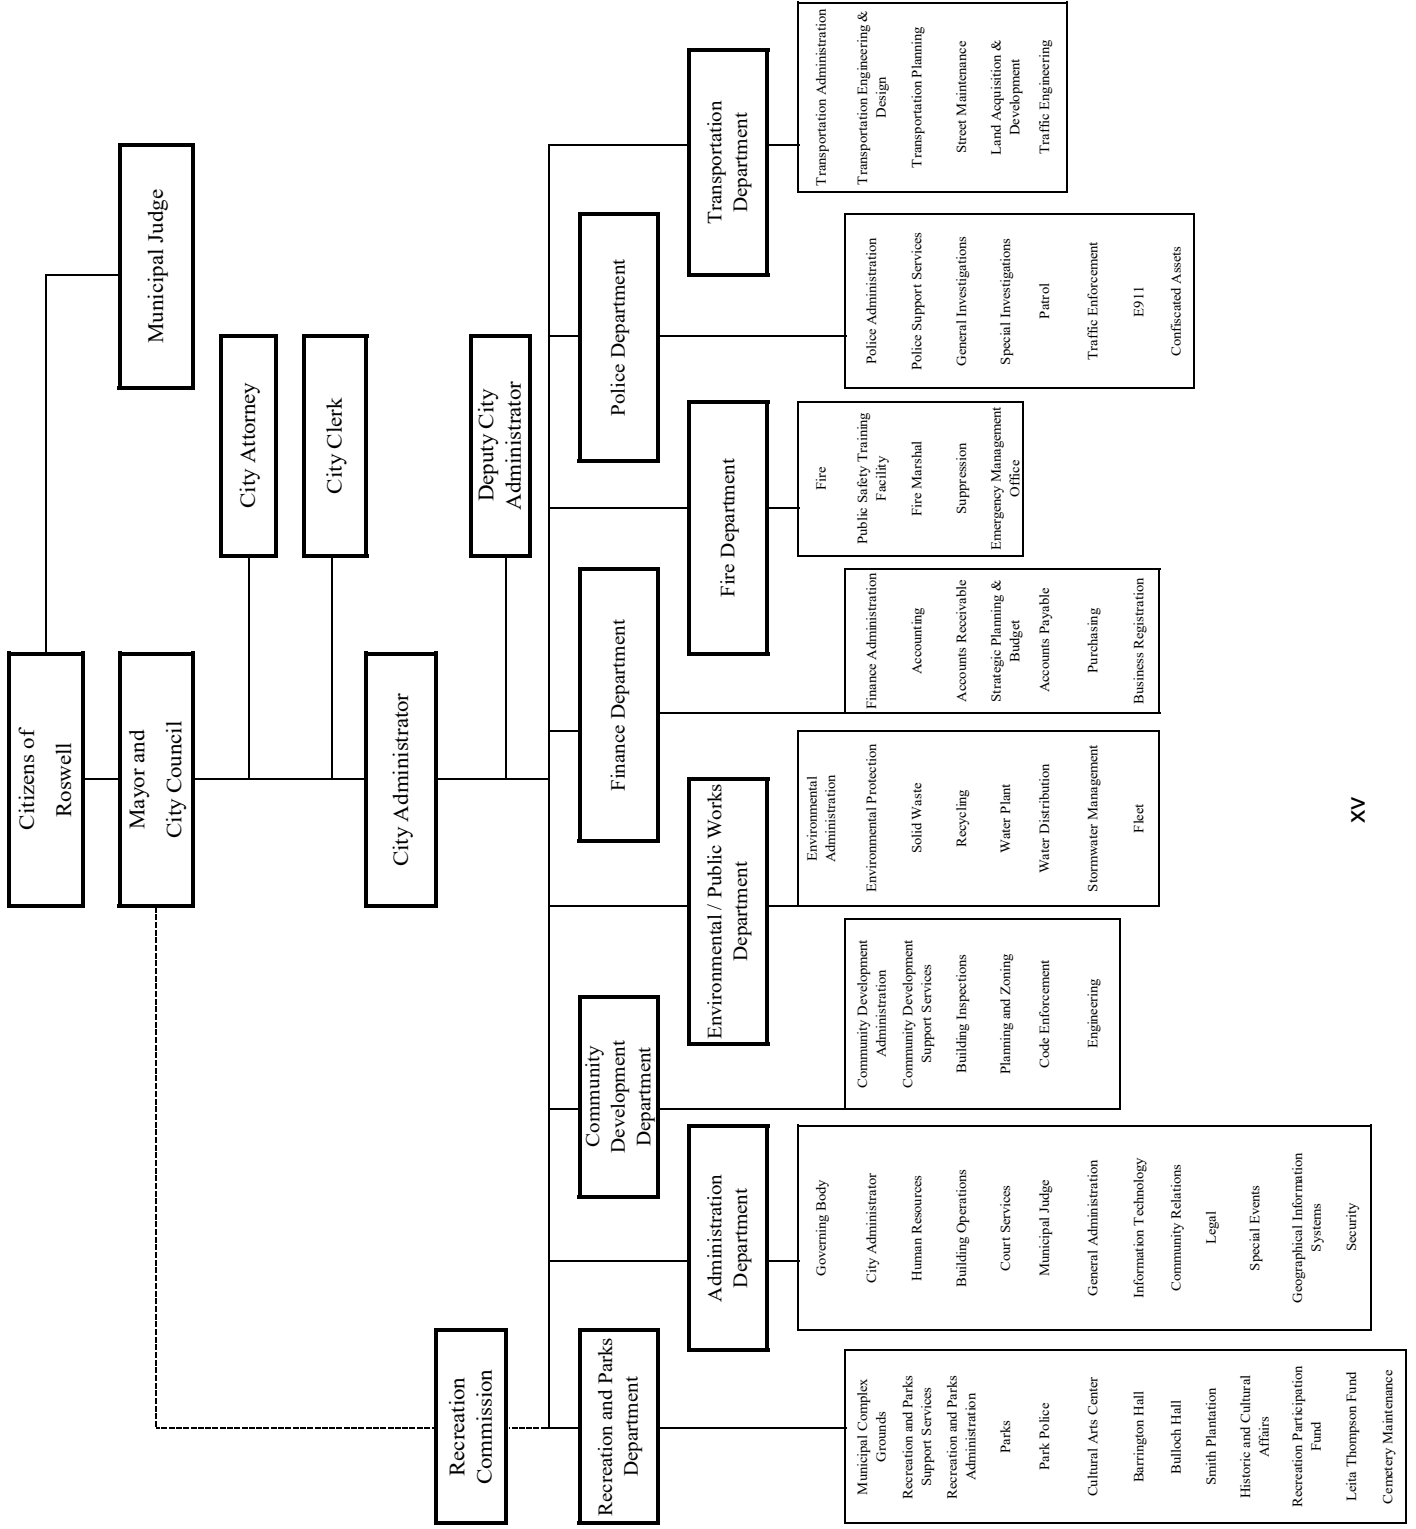 Citizens of
Roswell
Municipal Judge
Mayor and
City Council
City Attorney
City Clerk
City Administrator
Recreation
Commission
Deputy City
Administrator
Recreation and Parks
Department
Community
Development
Department
Finance Department
Police Department
Administration
Department
Environmental / Public Works
Department
Fire Department
Transportation
Department
Municipal Complex
Grounds
Recreation and Parks
Support Services
Recreation and Parks
Administration
Parks
Park Police
Cultural Arts Center
Barrington Hall
Bulloch Hall
Smith Plantation
Historic and Cultural
Affairs
Recreation Participation
Fund
Leita Thompson Fund
Cemetery Maintenance
Governing Body
City Administrator
Human Resources
Building Operations
Court Services
Municipal Judge
General Administration
Information Technology
Community Relations
Legal
Special Events
Geographical Information
Systems
Security
Community Development
Administration
Community Development
Support Services
Building Inspections
Planning and Zoning
Code Enforcement
Engineering
Environmental
Administration
Environmental Protection
Solid Waste
Recycling
Water Plant
Water Distribution
Stormwater Management
Fleet
Finance Administration
Accounting
Accounts Receivable
Strategic Planning &
Budget
Accounts Payable
Purchasing
Business Registration
Fire
Public Safety Training
Facility
Fire Marshal
Suppression
Emergency Management
Office
Police Administration
Police Support Services
General Investigations
Special Investigations
Patrol
Traffic Enforcement
E911
Confiscated Assets
Transportation Administration
Transportation Engineering &
Design
Transportation Planning
Street Maintenance
Land Acquisition &
Development
Traffic Engineering
xv